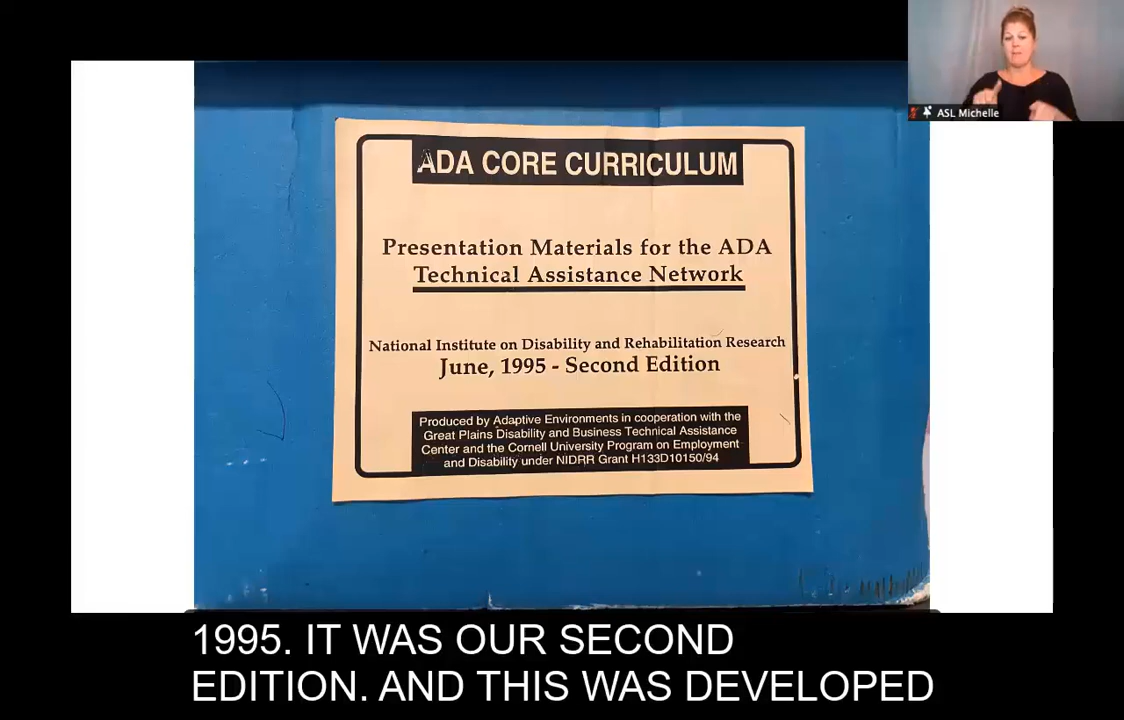 ASL Michelle
ADA CORE CURRICULUM
Presentation Materials for the ADA
Technical Assistance Network
National Institute on Disability and Rehabilitation Research
June, 1995 - Second Edition
Produced by Adaptive Environments in cooperation with the
Great Plains Disability and Business Technical Assistance
Center and the Cornell University Program on Employment
and Disability under NIDRR Grant H133D10150/94
1995. IT WAS OUR SECOND
EDITION. AND THIS WAS DEVELOPED